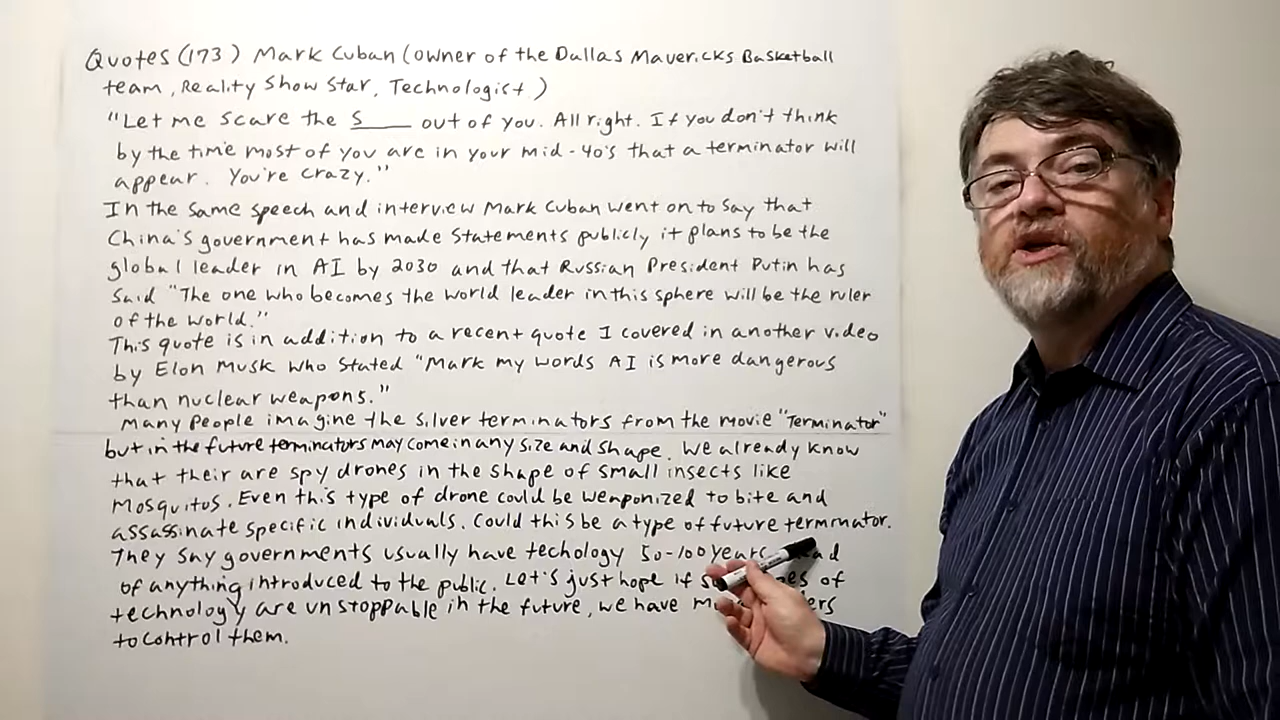 Quotes (173) Mark Cuban (owner of the Dallas Mavericks Basketball
team, Reality Show Star, Technologist)
"Let me scare the S____ out of you. All right. If you don't think
by the time most of you are in your mid-40's that a terminator will
appear. You're crazy."
In the same speech and interview Mark Cuban went on to say that
China's government has made statements publicly it plans to be the
global leader in AI by 2030 and that Russian President Putin has
said "The one who becomes the world leader in this sphere will be the ruler
of the world."
This quote is in addition to a recent quote I covered in another video
by Elon Musk who stated "Mark my words AI is more dangerous
than nuclear weapons."
Many people imagine the silver terminators from the movie "Terminator"
but in the future terminators may come in any size and shape. We already know
that their are spy drones in the shape of small insects like
Mosquitos. Even this type of drone could be weaponized to bite and
assassinate specific individuals. Could this be a type of future termnator.
They say governments usually have techology 50-100 years
of anything introduced to the public. Let's just hope if of
technology are unstoppable in the future, we have
to control them.